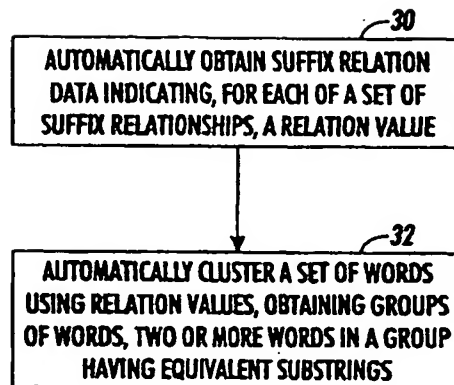 30
AUTOMATICALLY OBTAIN SUFFIX RELATION
DATA INDICATING, FOR EACH OF A SET OF
SUFFIX RELATIONSHIPS, A RELATION VALUE
32
AUTOMATICALLY CLUSTER A SET OF WORDS
USING RELATION VALUES, OBTAINING GROUPS
OF WORDS, TWO OR MORE WORDS IN A GROUP
HAVING EQUIVALENT SUBSTRINGS